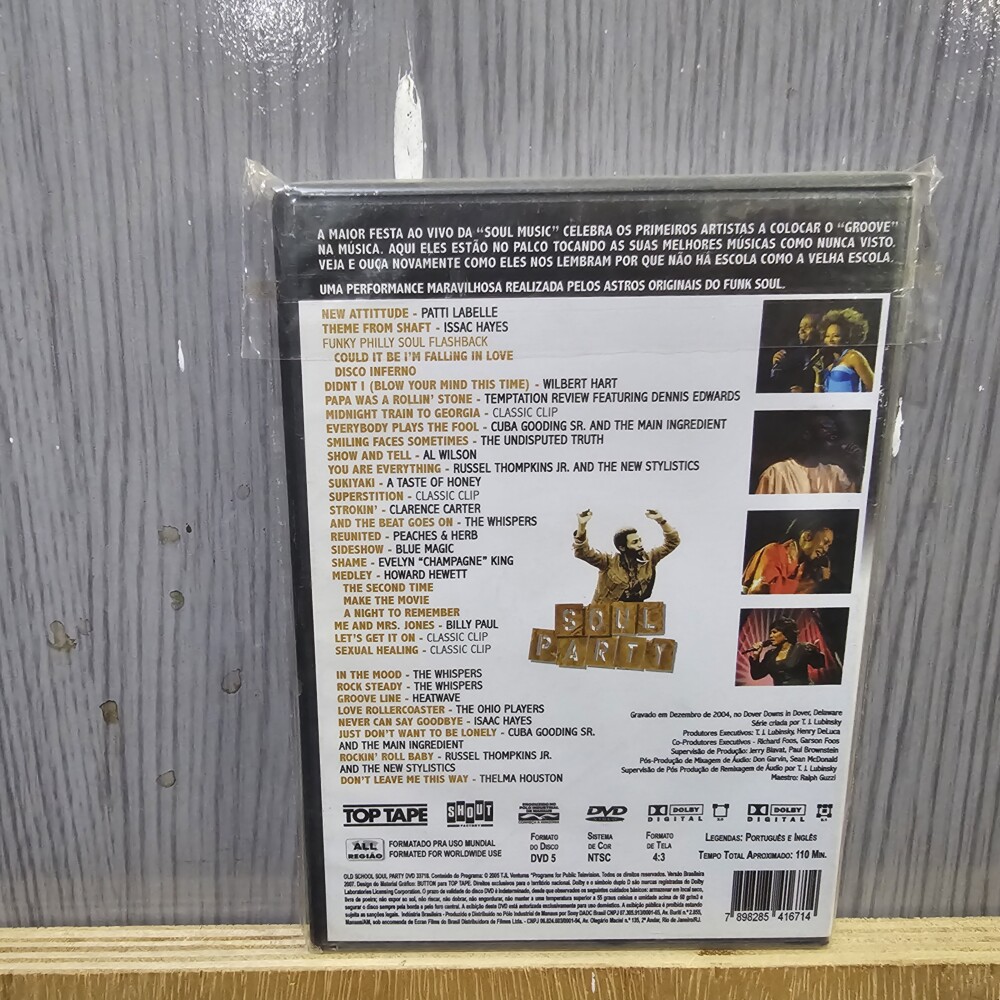 A MAIOR FESTA AO VIVO DA “SOUL MUSIC” CELEBRA OS PRIMEIROS ARTISTAS A COLOCAR O “GROOVE”
NA MÚSICA. AQUI ELES ESTÃO NO PALCO TOCANDO AS SUAS MELHORES MÚSICAS COMO NUNCA VISTO.
VEJA E OUÇA NOVAMENTE COMO ELES NOS LEMBRAM POR QUE NÃO HÁ ESCOLA COMO A VELHA ESCOLA.
UMA PERFORMANCE MARAVILHOSA REALIZADA PELOS ASTROS ORIGINAIS DO FUNK SOUL.
NEW ATTITTUDE - PATTI LABELLE
THEME FROM SHAFT - ISSAC HAYES
FUNKY PHILLY SOUL FLASHBACK
COULD IT BE I'M FALLING IN LOVE
DISCO INFERNO
DIDNT I (BLOW YOUR MIND THIS TIME) - WILBERT HART
PAPA WAS A ROLLIN' STONE - TEMPTATION REVIEW FEATURING DENNIS EDWARDS
MIDNIGHT TRAIN TO GEORGIA - CLASSIC CLIP
EVERYBODY PLAYS THE FOOL - CUBA GOODING SR. AND THE MAIN INGREDIENT
SMILING FACES SOMETIMES - THE UNDISPUTED TRUTH
SHOW AND TELL - AL WILSON
YOU ARE EVERYTHING - RUSSEL THOMPKINS JR. AND THE NEW STYLISTICS
SUKIYAKI - A TASTE OF HONEY
SUPERSTITION - CLASSIC CLIP
STROKIN' - CLARENCE CARTER
AND THE BEAT GOES ON - THE WHISPERS
REUNITED - PEACHES & HERB
SIDESHOW - BLUE MAGIC
SHAME - EVELYN “CHAMPAGNE” KING
MEDLEY - HOWARD HEWETT
THE SECOND TIME
MAKE THE MOVIE
A NIGHT TO REMEMBER
ME AND MRS. JONES - BILLY PAUL
LET'S GET IT ON - CLASSIC CLIP
SEXUAL HEALING - CLASSIC CLIP
SOUL
PARTY
IN THE MOOD - THE WHISPERS
ROCK STEADY - THE WHISPERS
GROOVE LINE - HEATWAVE
LOVE ROLLERCOASTER - THE OHIO PLAYERS
NEVER CAN SAY GOODBYE - ISAAC HAYES
JUST DON'T WANT TO BE LONELY - CUBA GOODING SR.
AND THE MAIN INGREDIENT
ROCKIN' ROLL BABY - RUSSEL THOMPKINS JR.
AND THE NEW STYLISTICS
DON'T LEAVE ME THIS WAY - THELMA HOUSTON
Gravado em Dezembro de 2004, no Dover Downs in Dover, Delaware
Série criada por T. J. Lubinsky
Produtores Executivos: T. J. Lubinsky, Henry DeLuca
Co-Produtores Executivos - Richard Foos, Garson Foos
Supervisão de Produção: Jerry Blavat, Paul Brownstein
Pós-Produção de Mixagem de Áudio: Don Garvin, Sean McDonald
Supervisão de Pós Produção de Remixagem de Áudio por T. J. Lubinsky
Maestro: Ralph Guzzi
TOP TAPE
SHOUT
DVD
DOLBY
DIGITAL
DOLBY
DIGITAL
ALL
REGIÃO
FORMATADO PRA USO MUNDIAL
FORMATED FOR WORLDWIDE USE
FORMATO
DO DISCO
DVD 5
SISTEMA
DE COR
NTSC
FORMATO
DE TELA
4:3
LEGENDAS: PORTUGUÊS E INGLÊS
TEMPO TOTAL APROXIMADO: 110 MIN.
7 898285 416714